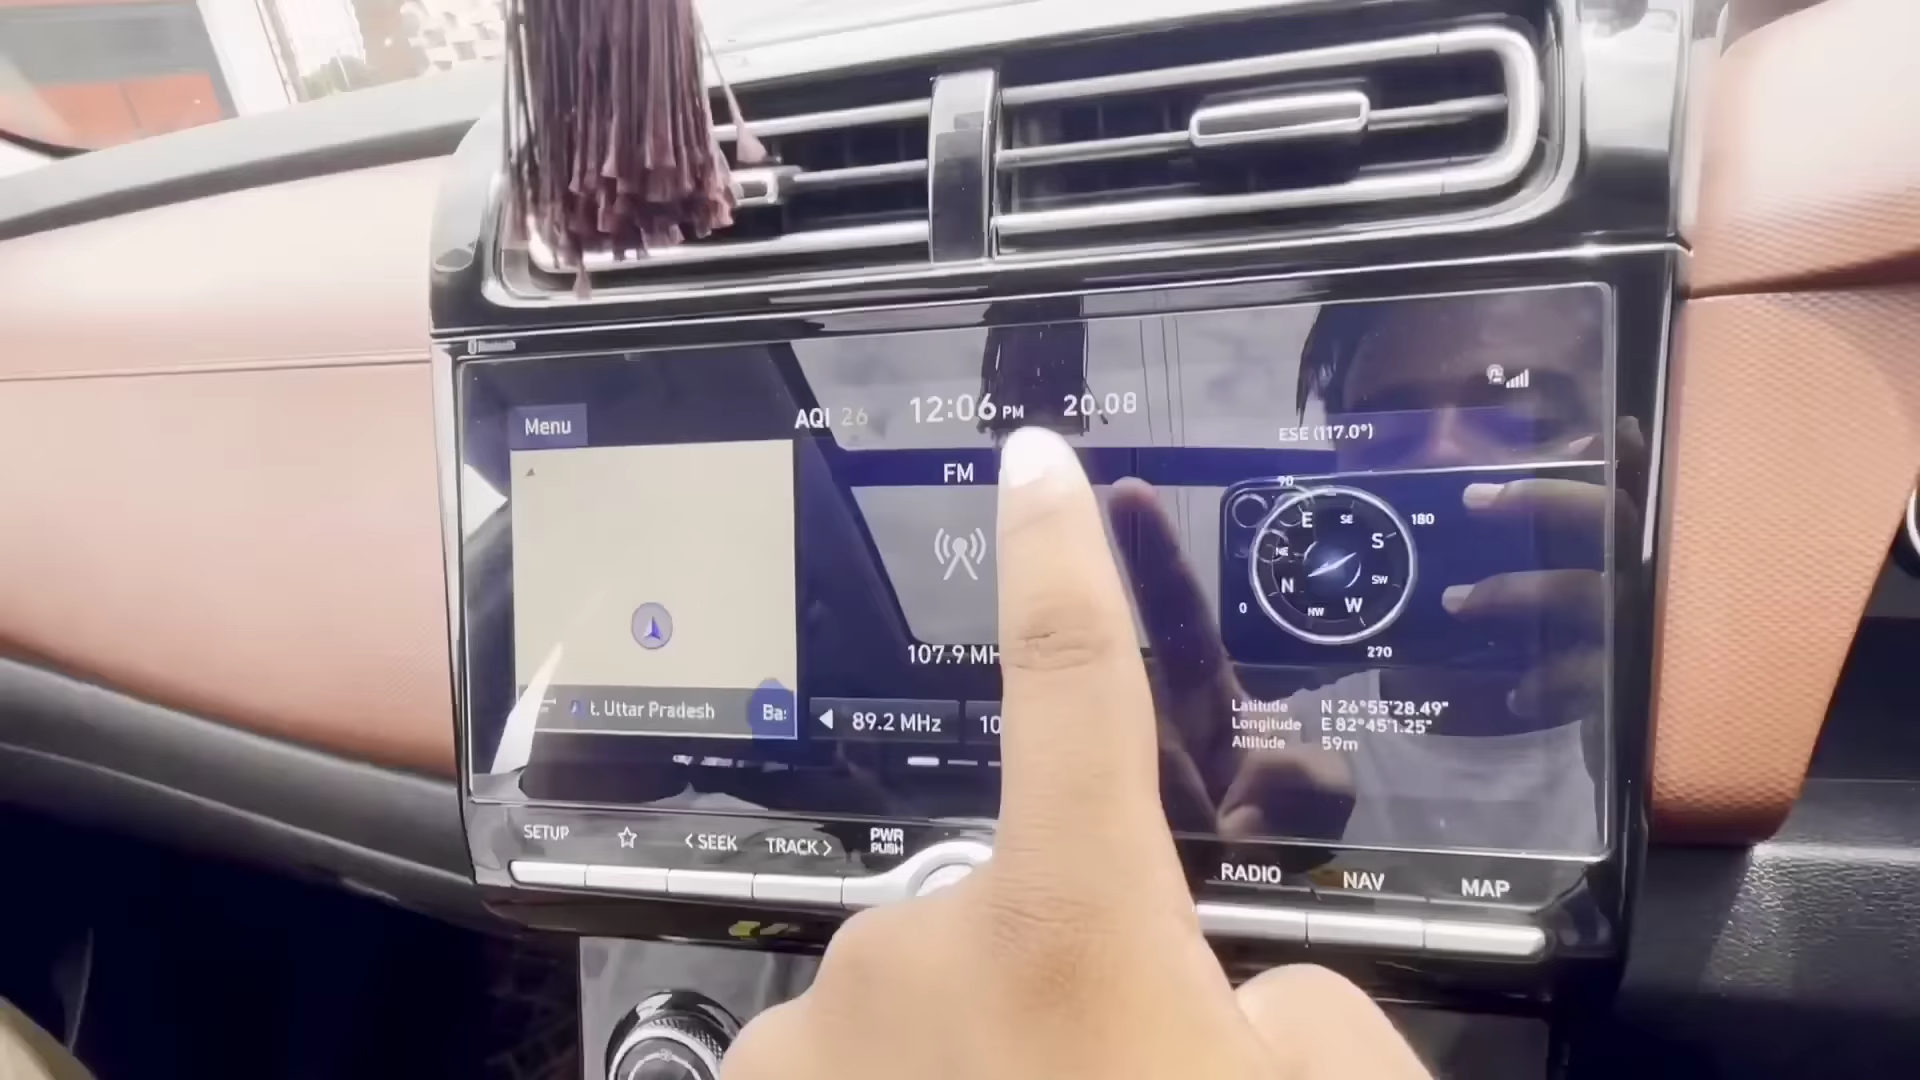 Bluetooth
Menu
AQI 26
12:06 PM
20.08
ESE (117.0°)
FM
90
E
SE
180
S
NE
N
SW
0
NW
W
270
107.9 MH
t. Uttar Pradesh
Ba
89.2 MHz
10
Latitude N 26°55'28.49"
Longitude E 82°45'1.25"
Altitude 59m
SETUP
< SEEK
TRACK >
PWR
PUSH
RADIO
NAV
MAP